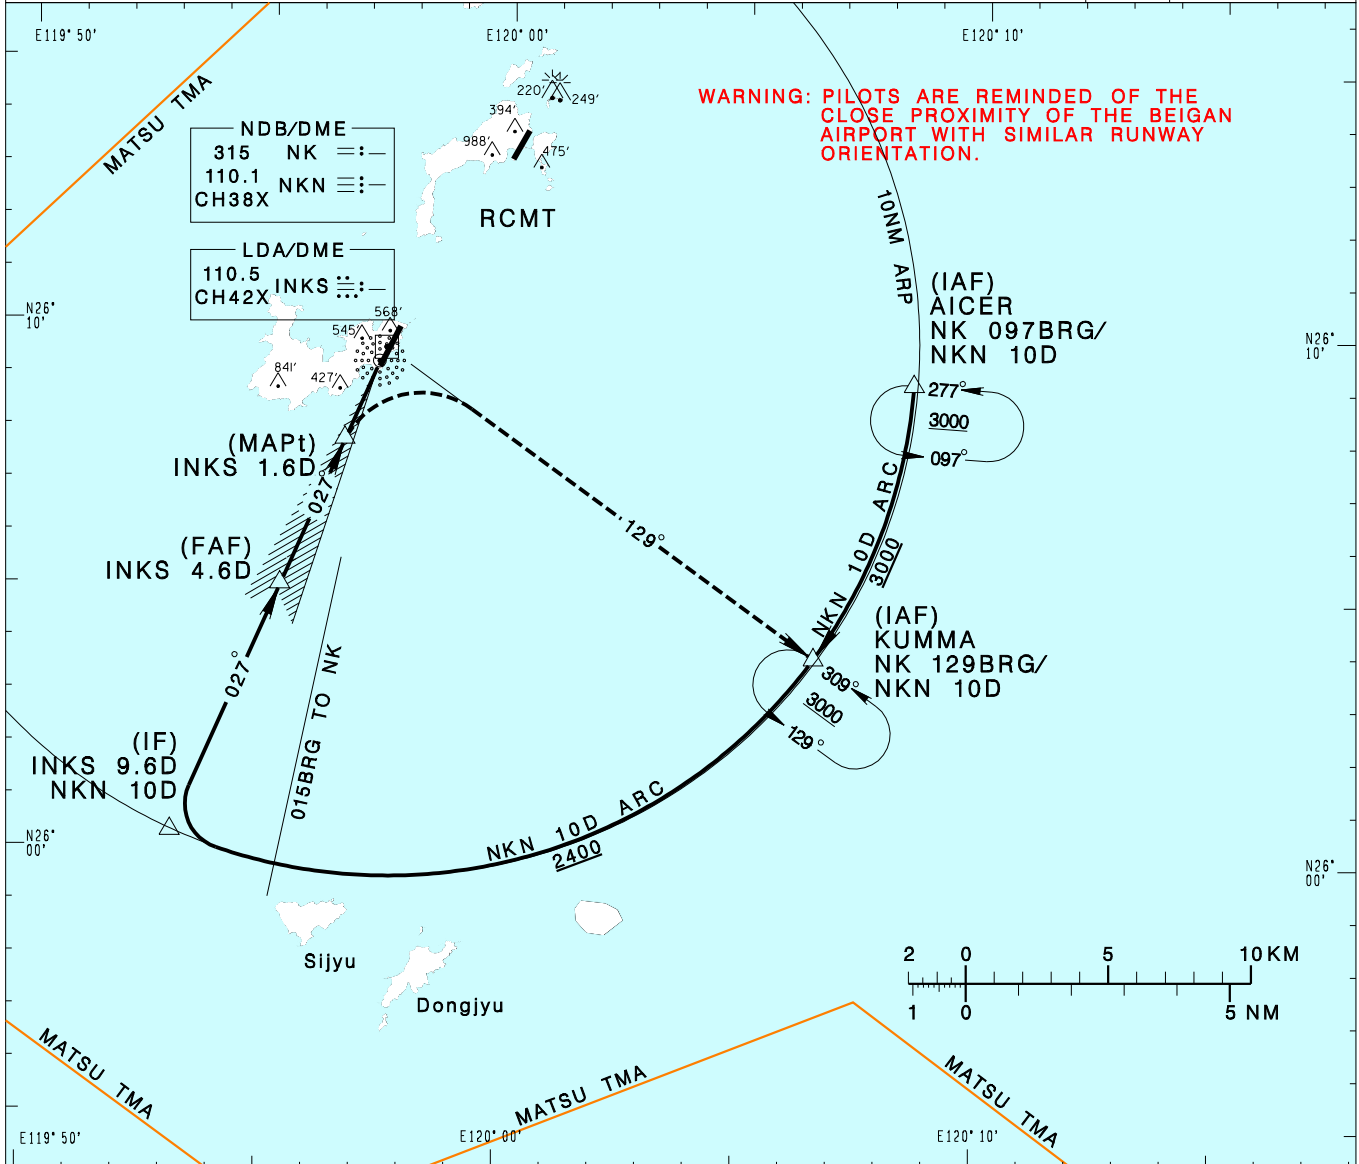 E119°50'
E120°00'
E120°10'
MATSU TMA
WARNING: PILOTS ARE REMINDED OF THE
CLOSE PROXIMITY OF THE BEIGAN
AIRPORT WITH SIMILAR RUNWAY
ORIENTATION.
220'
249'
394'
988'
475'
RCMT
NDB/DME
315 NK
110.1
CH38X
NKN
LDA/DME
110.5
CH42X
INKS
10NM ARP
N26°
10'
568'
545'
841'
427'
(IAF)
AICER
NK 097BRG/
NKN 10D
N26°
10'
277°
3000
097°
(MAPt)
INKS 1.6D
027°
(FAF)
INKS 4.6D
129°
NKN 10D ARC
3000
(IAF)
KUMMA
NK 129BRG/
NKN 10D
309°
3000
129°
027°
015BRG TO NK
(IF)
INKS 9.6D
NKN 10D
NKN 10D ARC
2400
N26°
00'
N26°
00'
Sijyu
Dongjyu
2 0 5 10KM
1 0 5 NM
MATSU TMA
MATSU TMA
MATSU TMA
E119°50'
E120°00'
E120°10'